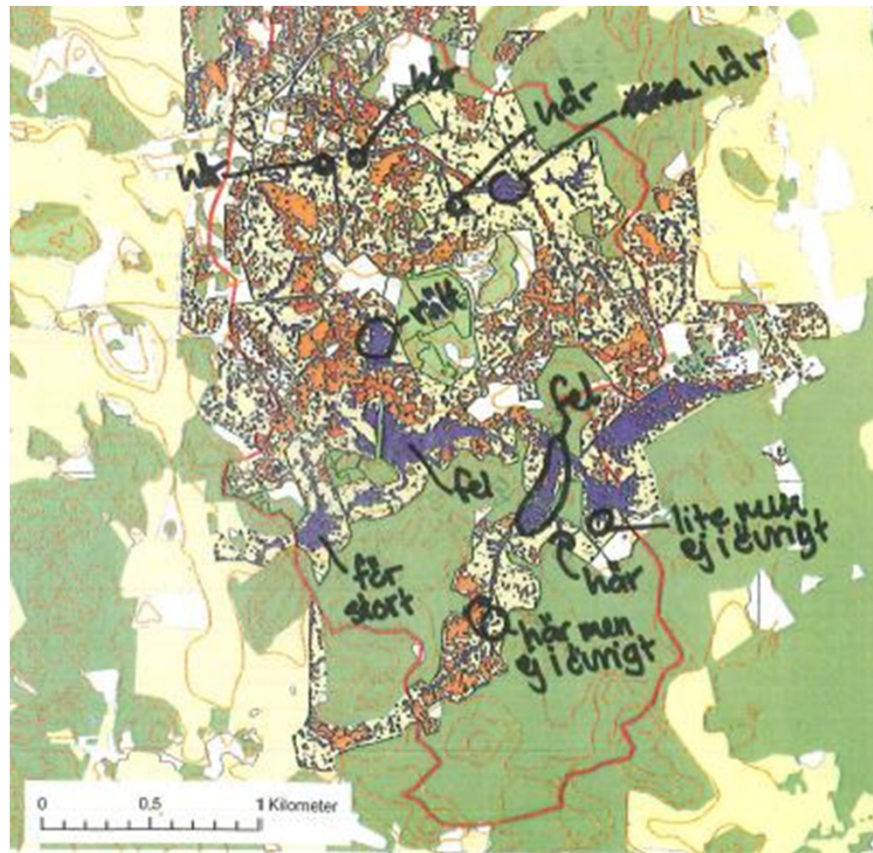 här
här
här
här
rätt
fel
fel
lite men
ej i övrigt
här
för
stort
här men
ej i övrigt
0 0,5 1 Kilometer